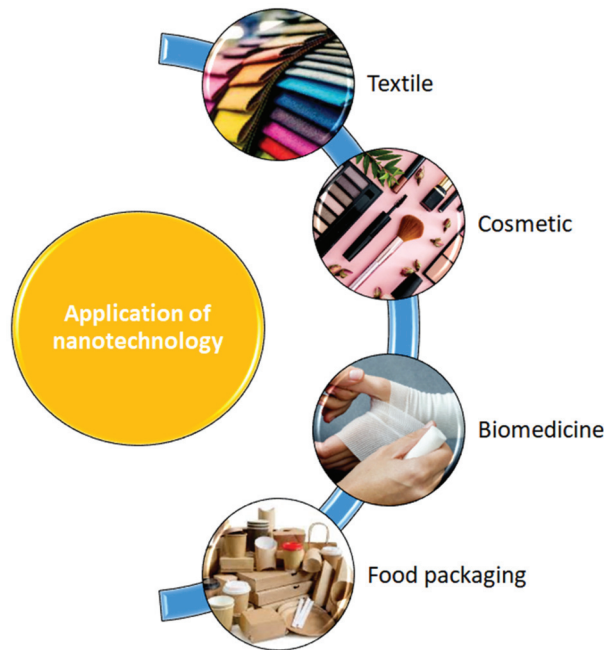 Textile
Cosmetic
Application of
nanotechnology
Biomedicine
Food packaging